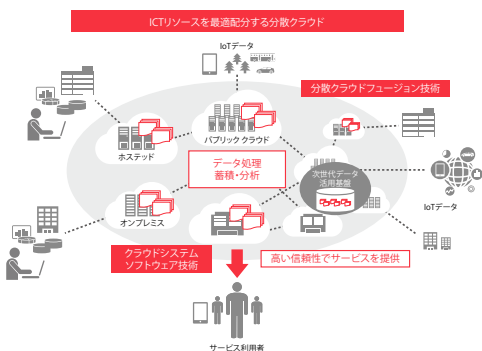 ICTリソースを最適配分する分散クラウド
IoTデータ
分散クラウドフュージョン技術
パブリック クラウド
ホステッド
データ処理
蓄積・分析
次世代データ
活用基盤
オンプレミス
IoTデータ
クラウドシステム
ソフトウェア技術
高い信頼性でサービスを提供
サービス利用者